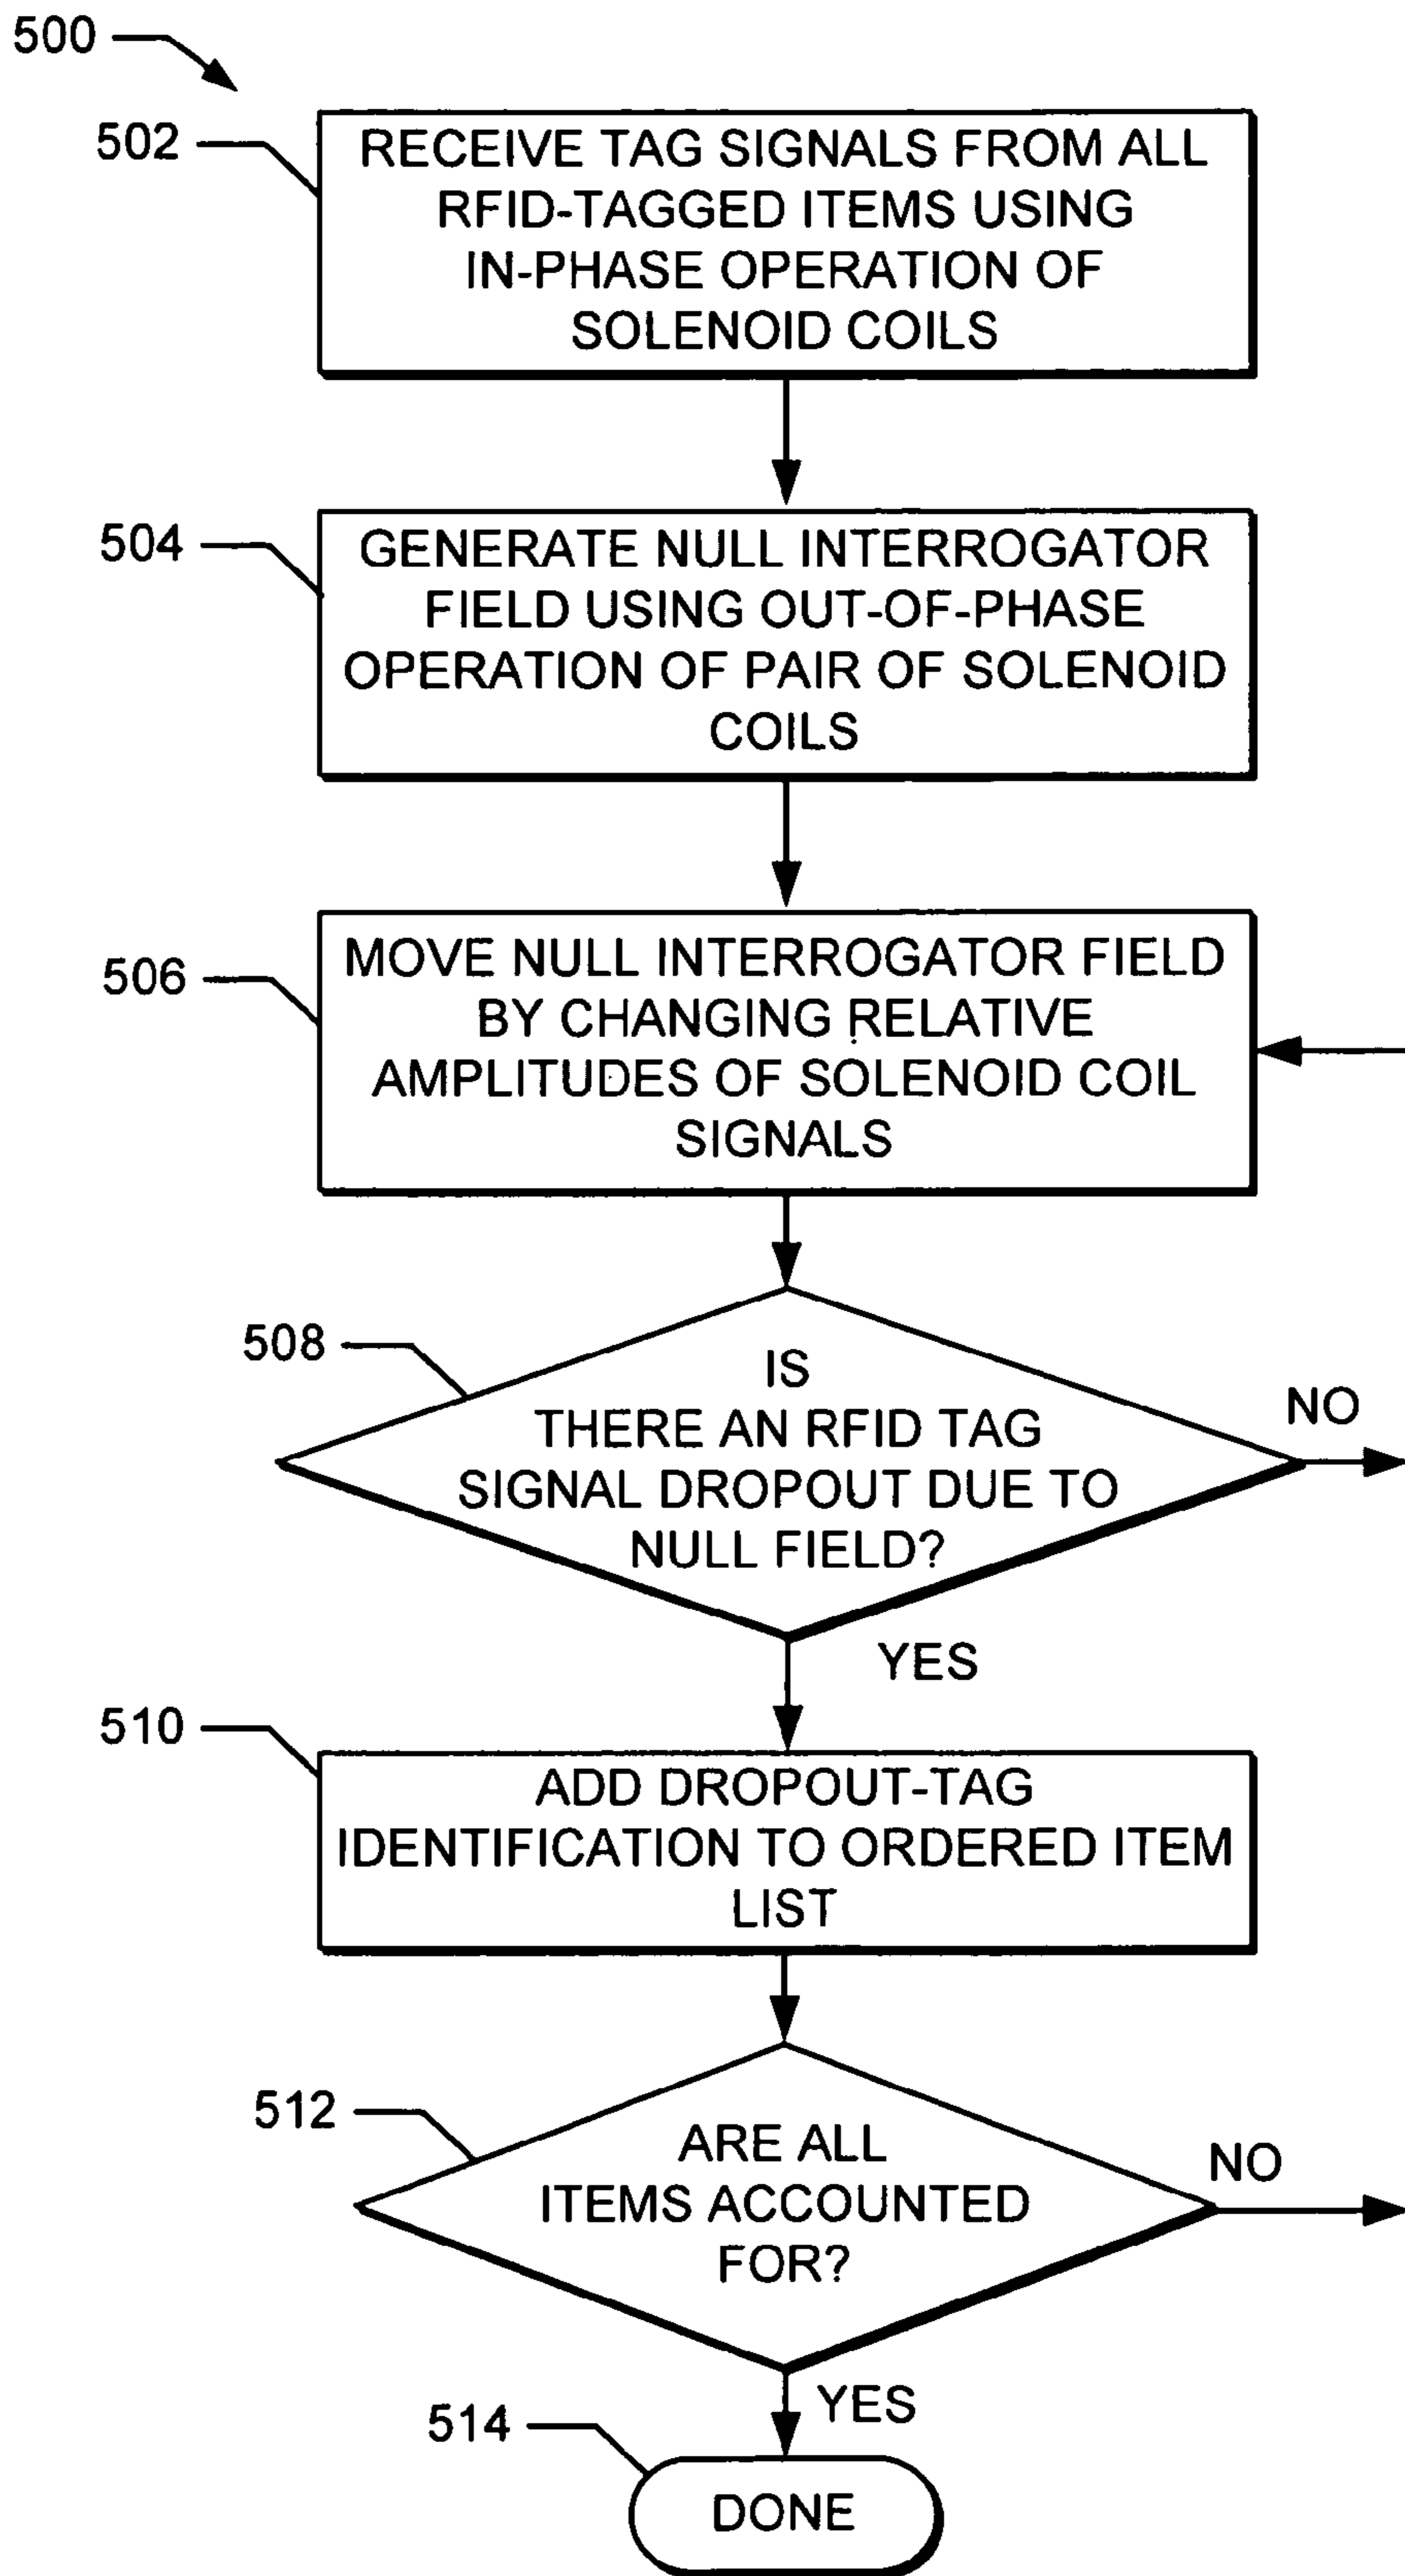 500
502
RECEIVE TAG SIGNALS FROM ALL
RFID-TAGGED ITEMS USING
IN-PHASE OPERATION OF
SOLENOID COILS
504
GENERATE NULL INTERROGATOR
FIELD USING OUT-OF-PHASE
OPERATION OF PAIR OF SOLENOID
COILS
506
MOVE NULL INTERROGATOR FIELD
BY CHANGING RELATIVE
AMPLITUDES OF SOLENOID COIL
SIGNALS
508
IS
THERE AN RFID TAG
SIGNAL DROPOUT DUE TO
NULL FIELD?
NO
YES
510
ADD DROPOUT-TAG
IDENTIFICATION TO ORDERED ITEM
LIST
512
ARE ALL
ITEMS ACCOUNTED
FOR?
NO
YES
514
DONE